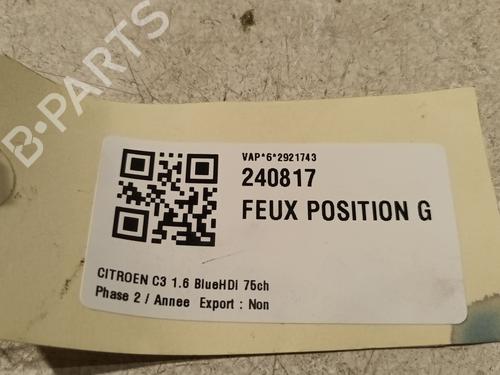 B-PARTS
VAP*6*2921743
240817
FEUX POSITION G
CITROEN C3 1.6 BlueHDi 75ch
Phase 2 / Annee Export : Non